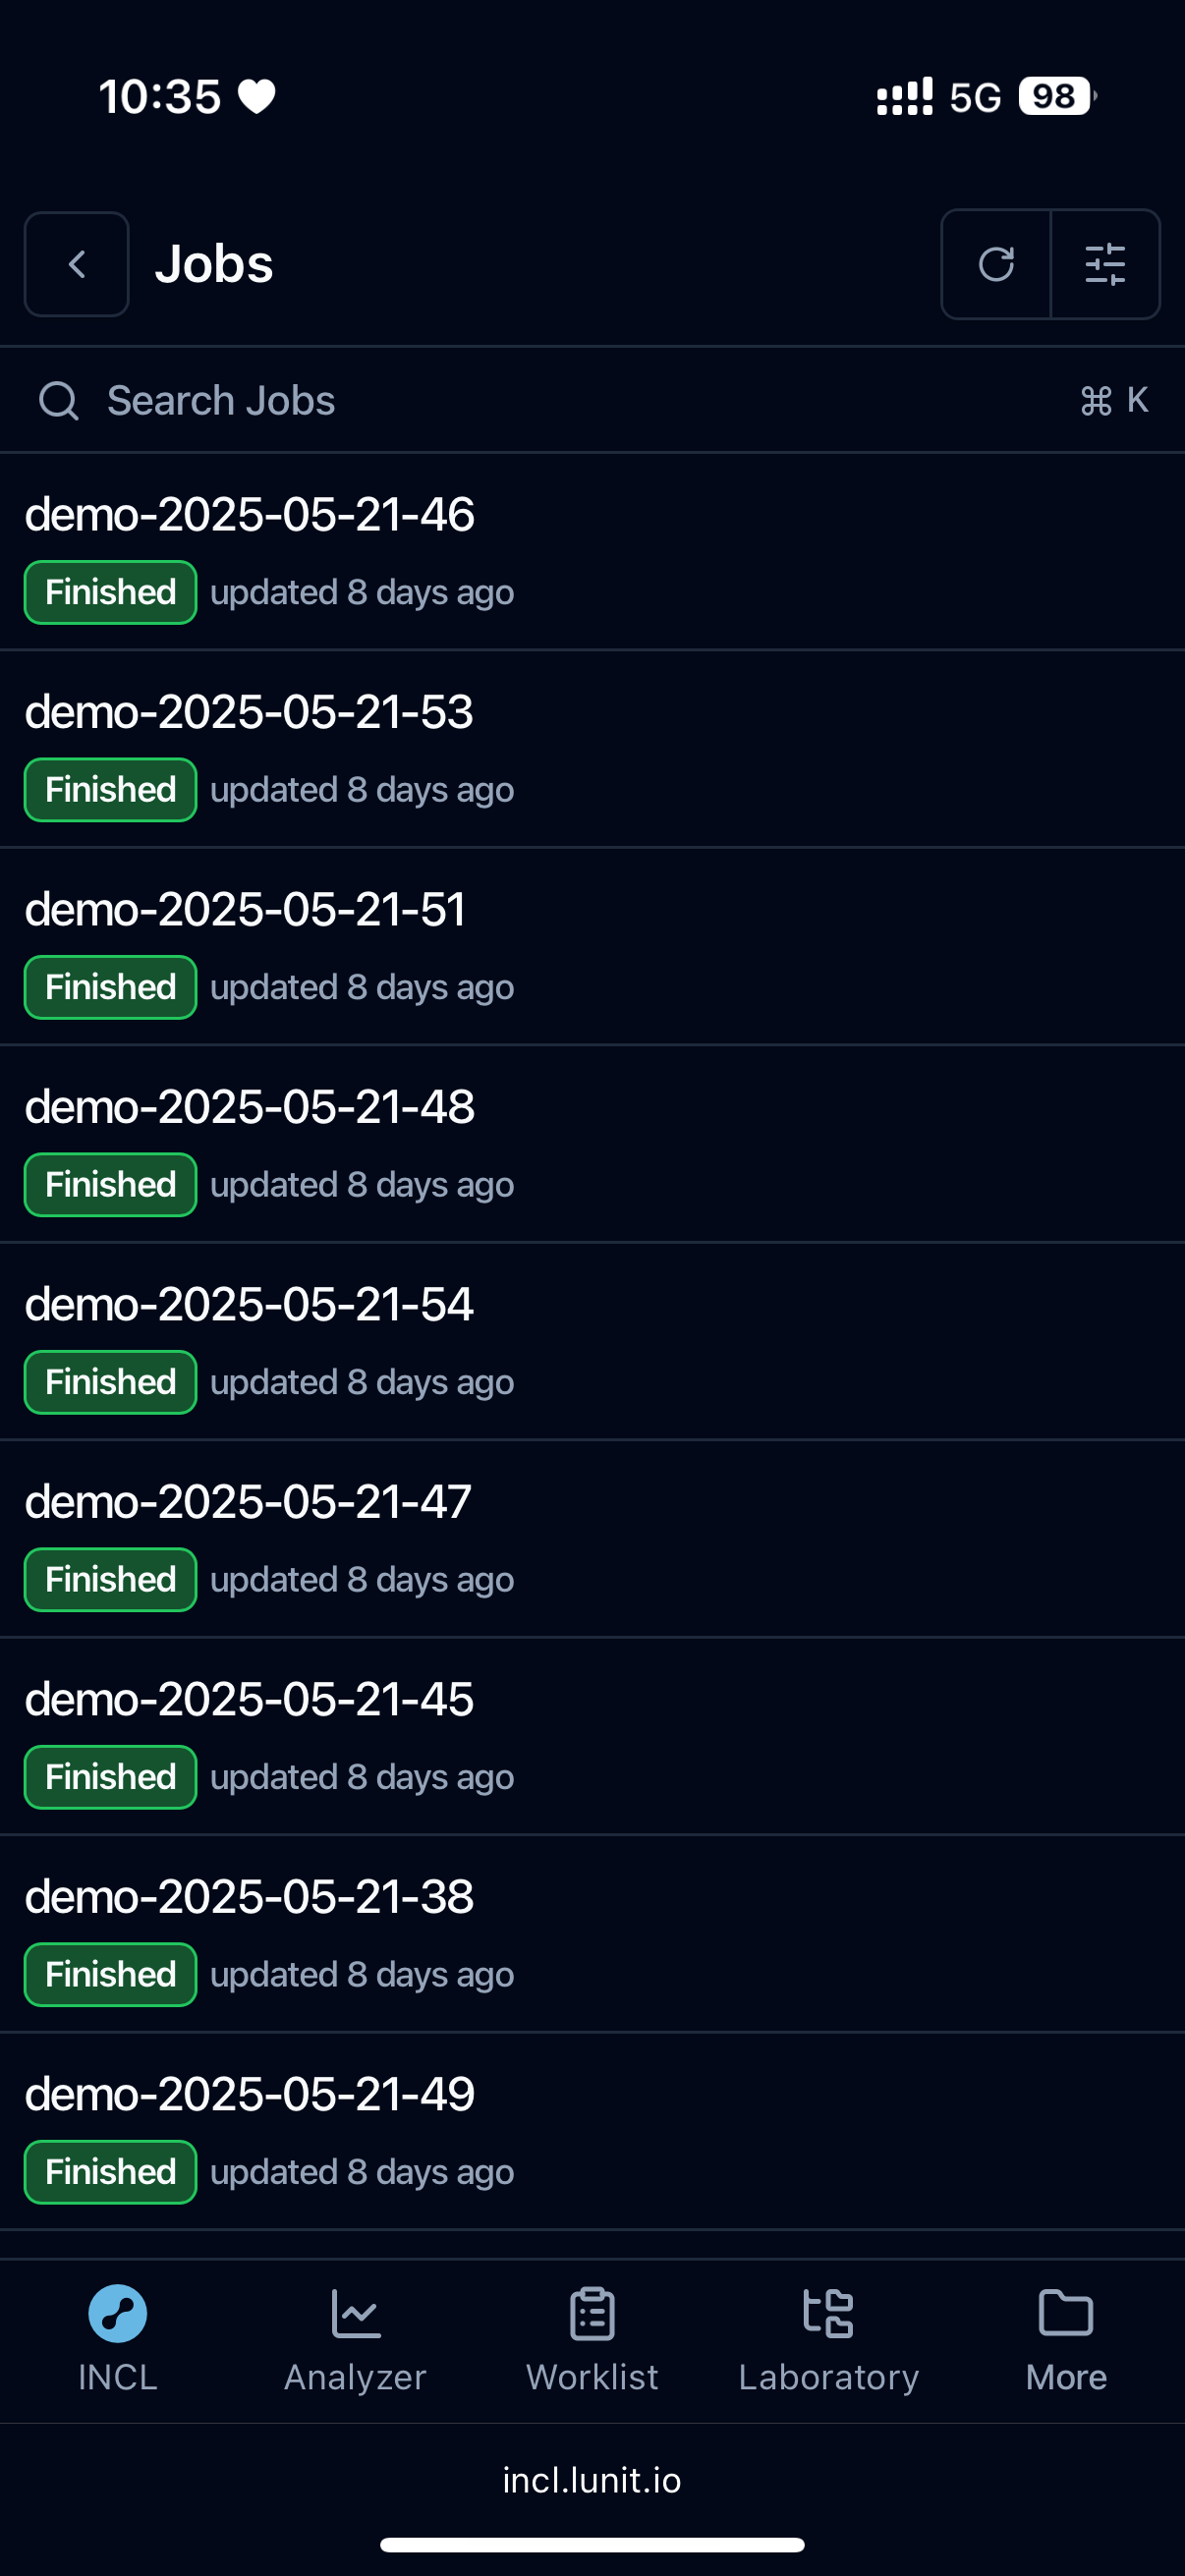 10:35
5G 98
Jobs
Search Jobs ⌘ K
demo-2025-05-21-46
Finished updated 8 days ago
demo-2025-05-21-53
Finished updated 8 days ago
demo-2025-05-21-51
Finished updated 8 days ago
demo-2025-05-21-48
Finished updated 8 days ago
demo-2025-05-21-54
Finished updated 8 days ago
demo-2025-05-21-47
Finished updated 8 days ago
demo-2025-05-21-45
Finished updated 8 days ago
demo-2025-05-21-38
Finished updated 8 days ago
demo-2025-05-21-49
Finished updated 8 days ago
INCL Analyzer Worklist Laboratory More
incl.lunit.io